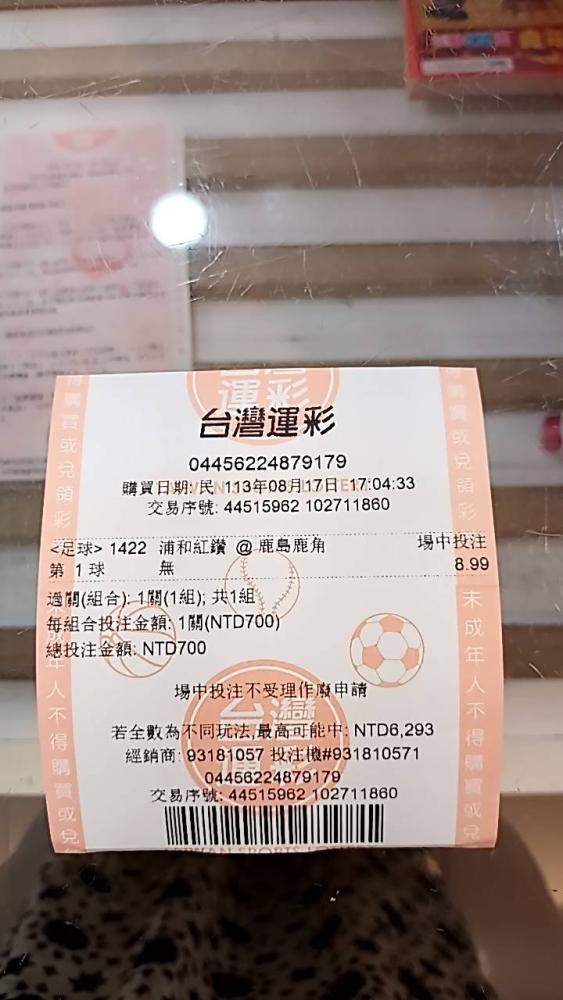 台灣運彩
04456224879179
購買日期: 民 113年08月17日 17:04:33
交易序號: 44515962 102711860
<足球> 1422 浦和紅鑽 @ 鹿島鹿角 場中投注
第 1 球 無 8.99
過關(組合): 1關(1組); 共1組
每組合投注金額: 1關(NTD700)
總投注金額: NTD700
場中投注不受理作廢申請
若全數為不同玩法,最高可能中: NTD6,293
經銷商: 93181057 投注機#931810571
04456224879179
交易序號: 44515962 102711860
得購買或兌
購買或兌領彩
未成年人不得購買或兌